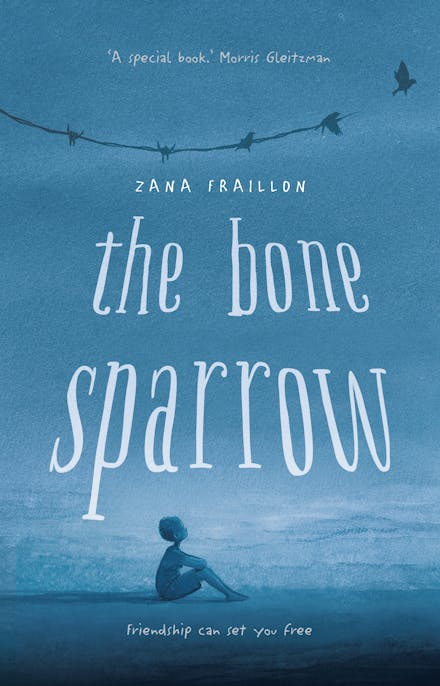 ‘A special book.’ Morris Gleitzman
ZANA FRAILLON
the bone
sparrow
Friendship can set you free